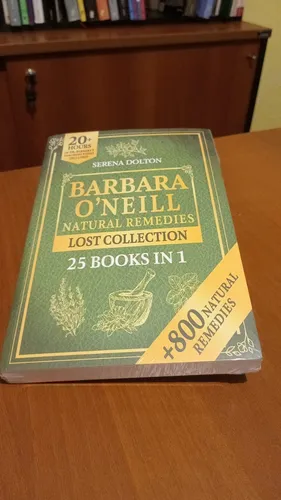 20+
HOURS
SERENA DOLTON
BARBARA
O'NEILL
NATURAL REMEDIES
LOST COLLECTION
25 BOOKS IN 1
+800 NATURAL
REMEDIES